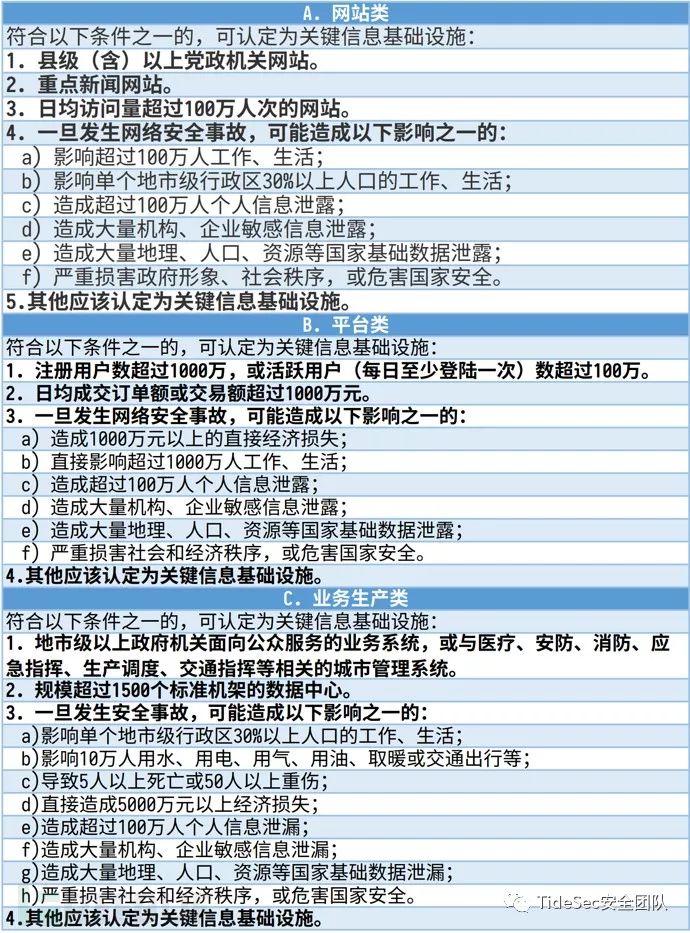 A. 网站类
符合以下条件之一的，可认定为关键信息基础设施：
1. 县级（含）以上党政机关网站。
2. 重点新闻网站。
3. 日均访问量超过100万人次的网站。
4. 一旦发生网络安全事故，可能造成以下影响之一的：
a) 影响超过100万人工作、生活；
b) 影响单个地市级行政区30%以上人口的工作、生活；
c) 造成超过100万人个人信息泄露；
d) 造成大量机构、企业敏感信息泄露；
e) 造成大量地理、人口、资源等国家基础数据泄露；
f) 严重损害政府形象、社会秩序，或危害国家安全。
5.其他应该认定为关键信息基础设施。
B. 平台类
符合以下条件之一的，可认定为关键信息基础设施：
1. 注册用户数超过1000万，或活跃用户（每日至少登陆一次）数超过100万。
2. 日均成交订单额或交易额超过1000万元。
3. 一旦发生网络安全事故，可能造成以下影响之一的：
a) 造成1000万元以上的直接经济损失；
b) 直接影响超过1000万人工作、生活；
c) 造成超过100万人个人信息泄露；
d) 造成大量机构、企业敏感信息泄露；
e) 造成大量地理、人口、资源等国家基础数据泄露；
f) 严重损害社会和经济秩序，或危害国家安全。
4.其他应该认定为关键信息基础设施。
C. 业务生产类
符合以下条件之一的，可认定为关键信息基础设施：
1. 地市级以上政府机关面向公众服务的业务系统，或与医疗、安防、消防、应
急指挥、生产调度、交通指挥等相关的城市管理系统。
2. 规模超过1500个标准机架的数据中心。
3. 一旦发生安全事故，可能造成以下影响之一的：
a)影响单个地市级行政区30%以上人口的工作、生活；
b)影响10万人用水、用电、用气、用油、取暖或交通出行等；
c)导致5人以上死亡或50人以上重伤；
d)直接造成5000万元以上经济损失；
e)造成超过100万人个人信息泄漏；
f)造成大量机构、企业敏感信息泄漏；
g)造成大量地理、人口、资源等国家基础数据泄漏；
h)严重损害社会和经济秩序，或危害国家安全。
4.其他应该认定为关键信息基础设施。
TideSec安全团队